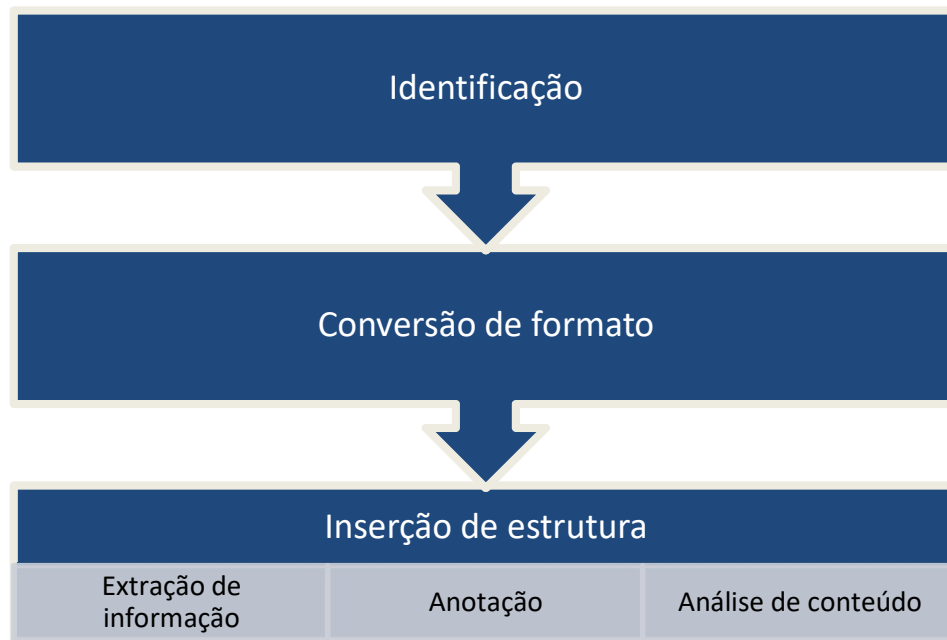 Identificação
Conversão de formato
Inserção de estrutura
Extração de
informação
Anotação
Análise de conteúdo